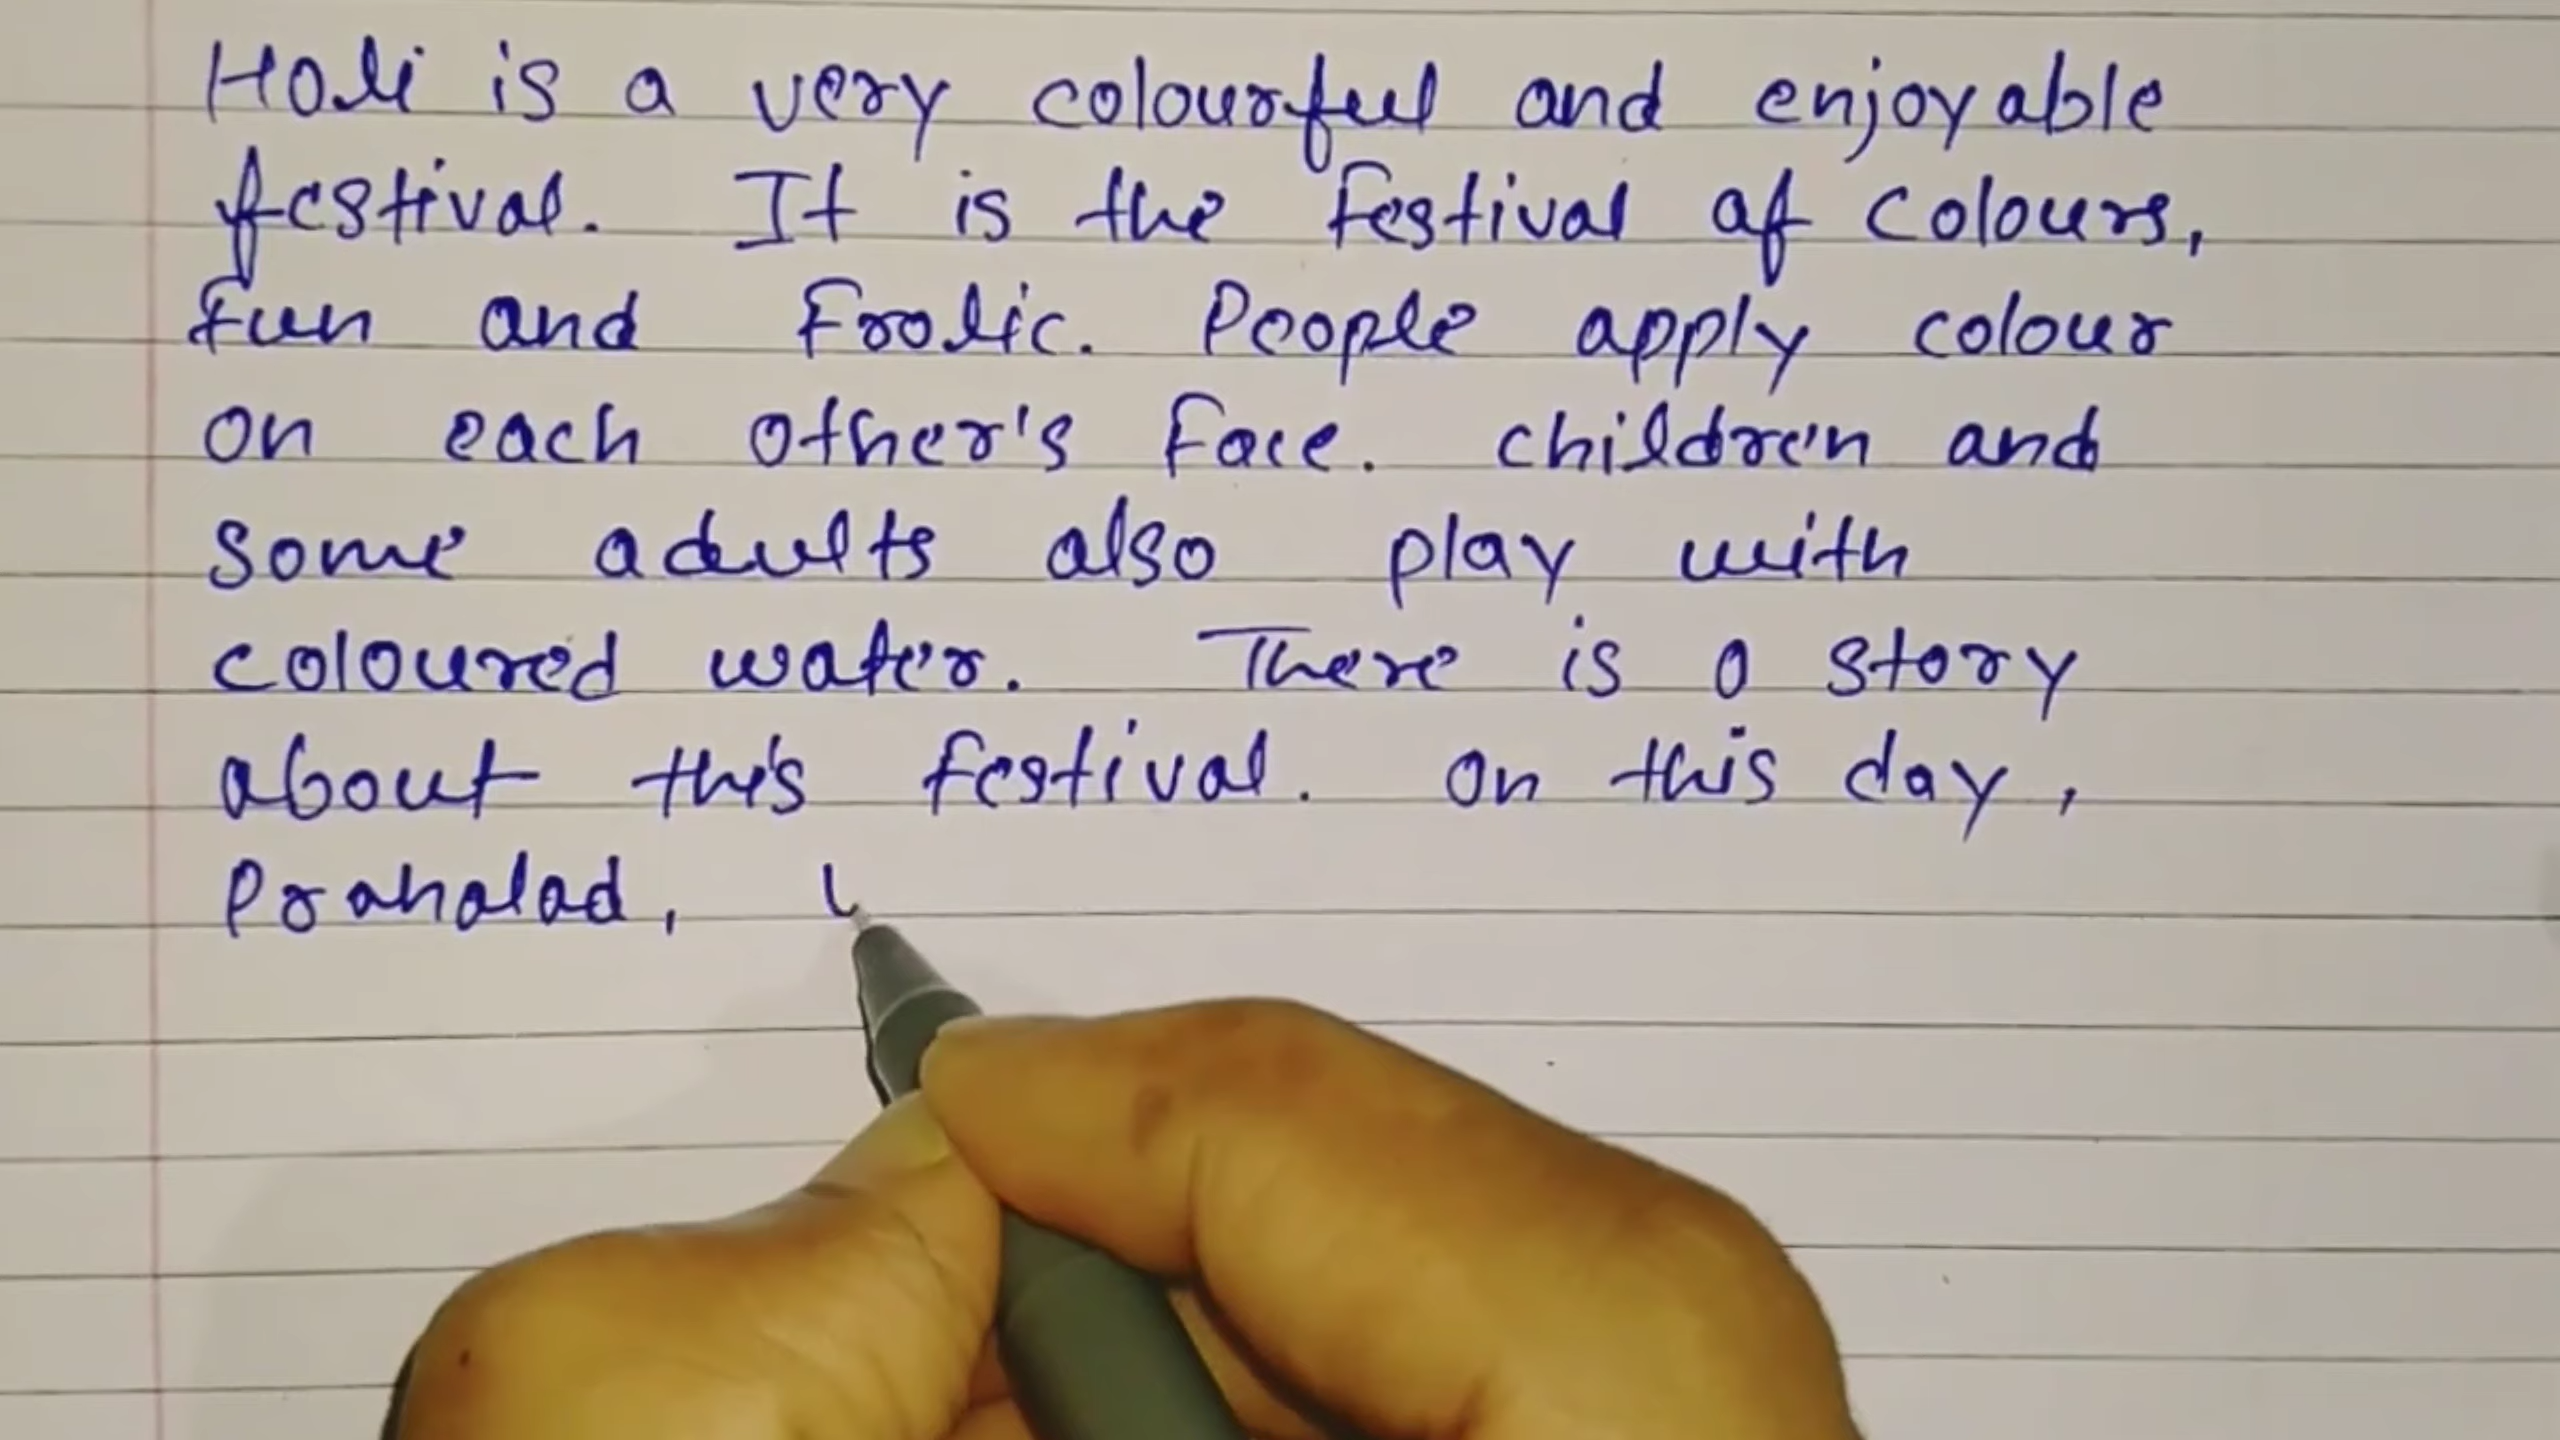 Holi is a very colourful and enjoyable
festival. It is the festival of colours,
fun and frolic. People apply colour
on each other's face. children and
some adults also play with
coloured water. There is a story
about this festival. on this day,
Prahalad,